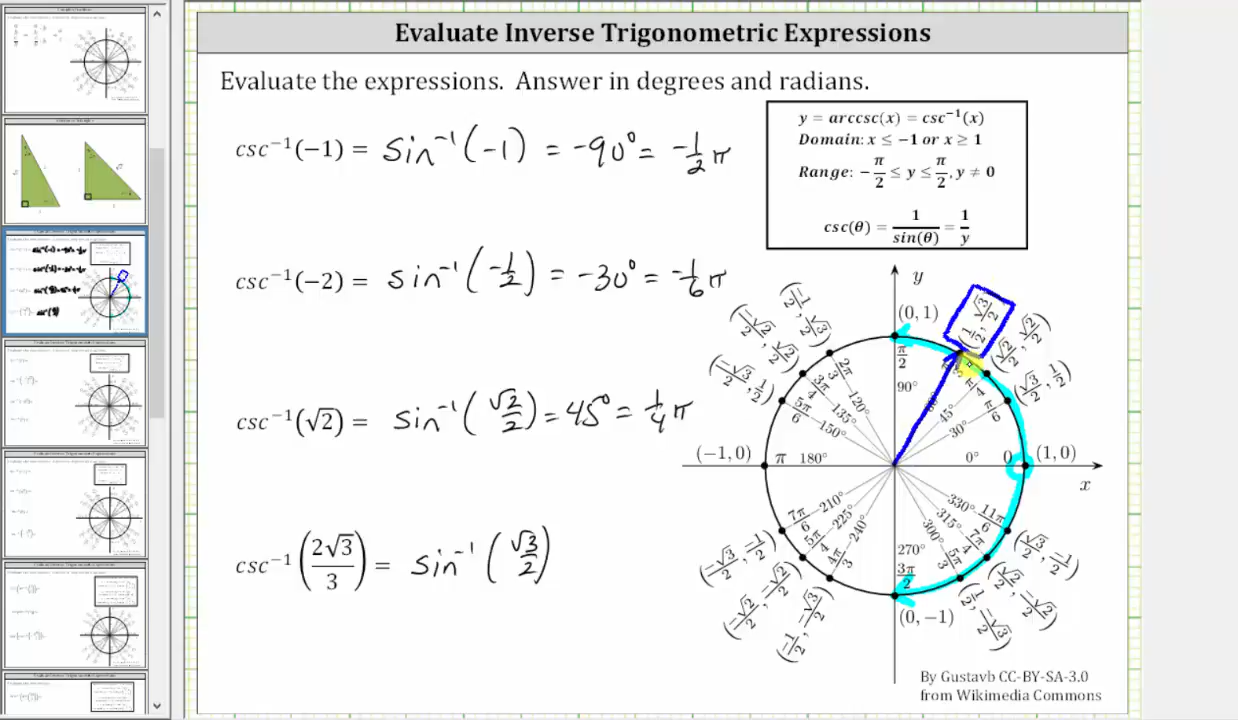 Evaluate Inverse Trigonometric Expressions
Evaluate the expressions. Answer in degrees and radians.
y = arccsc(x) = csc⁻¹(x)
Domain: x ≤ −1 or x ≥ 1
Range: −π/2 ≤ y ≤ π/2, y ≠ 0
csc(θ) = 1/sin(θ) = 1/y
csc⁻¹(−1) = sin⁻¹(−1) = −90° = −1/2 π
csc⁻¹(−2) = sin⁻¹(−1/2) = −30° = −1/6 π
csc⁻¹(√2) = sin⁻¹(√2/2) = 45° = 1/4 π
csc⁻¹(2√3/3) = sin⁻¹(√3/2)
y
(0, 1)
(−1/2, √3/2)
(1/2, √3/2)
(−√2/2, √2/2)
(√2/2, √2/2)
(−√3/2, 1/2)
(√3/2, 1/2)
π/2
90°
2π/3
120°
π/3
60°
3π/4
135°
π/4
45°
5π/6
150°
π/6
30°
(−1, 0)
π
180°
0°
0
(1, 0)
x
7π/6
210°
330°
11π/6
5π/4
225°
315°
7π/4
4π/3
240°
300°
5π/3
270°
3π/2
(−√3/2, −1/2)
(√3/2, −1/2)
(−√2/2, −√2/2)
(√2/2, −√2/2)
(−1/2, −√3/2)
(1/2, −√3/2)
(0, −1)
By Gustavb CC-BY-SA-3.0
from Wikimedia Commons